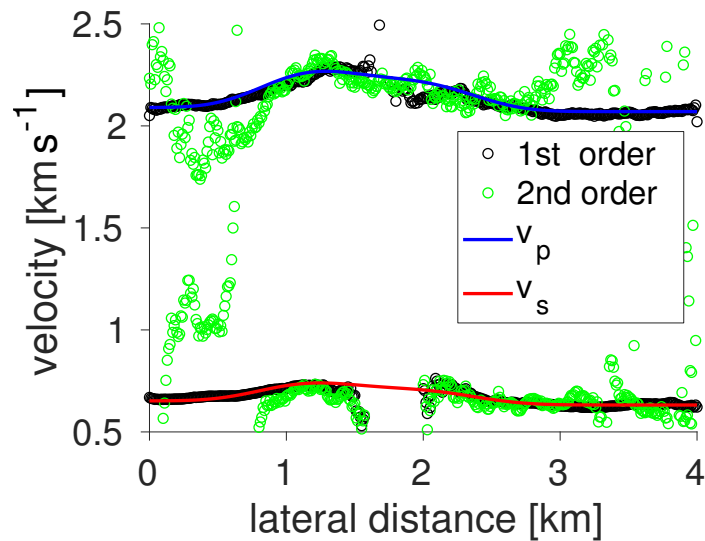 2.5
2
1.5
1
0.5
velocity [km s⁻¹]
1st order
2nd order
vₚ
vₛ
0
1
2
3
4
lateral distance [km]